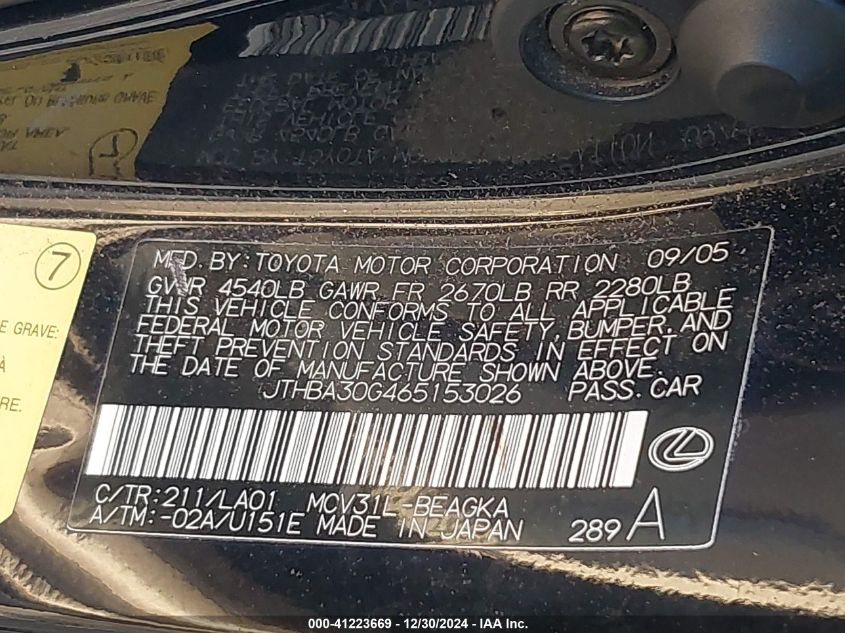 7
E GRAVE:
À
URE.
MFD. BY: TOYOTA MOTOR CORPORATION 09/05
GVWR 4540LB GAWR FR 2670LB RR 2280LB
THIS VEHICLE CONFORMS TO ALL APPLICABLE
FEDERAL MOTOR VEHICLE SAFETY, BUMPER, AND
THEFT PREVENTION STANDARDS IN EFFECT ON
THE DATE OF MANUFACTURE SHOWN ABOVE.
JTHBA30G465153026 PASS. CAR
C/TR: 211/LA01 MCV31L-BEAGKA
A/TM: -02A/U151E MADE IN JAPAN 289 A
000-41223669 - 12/30/2024 - IAA Inc.